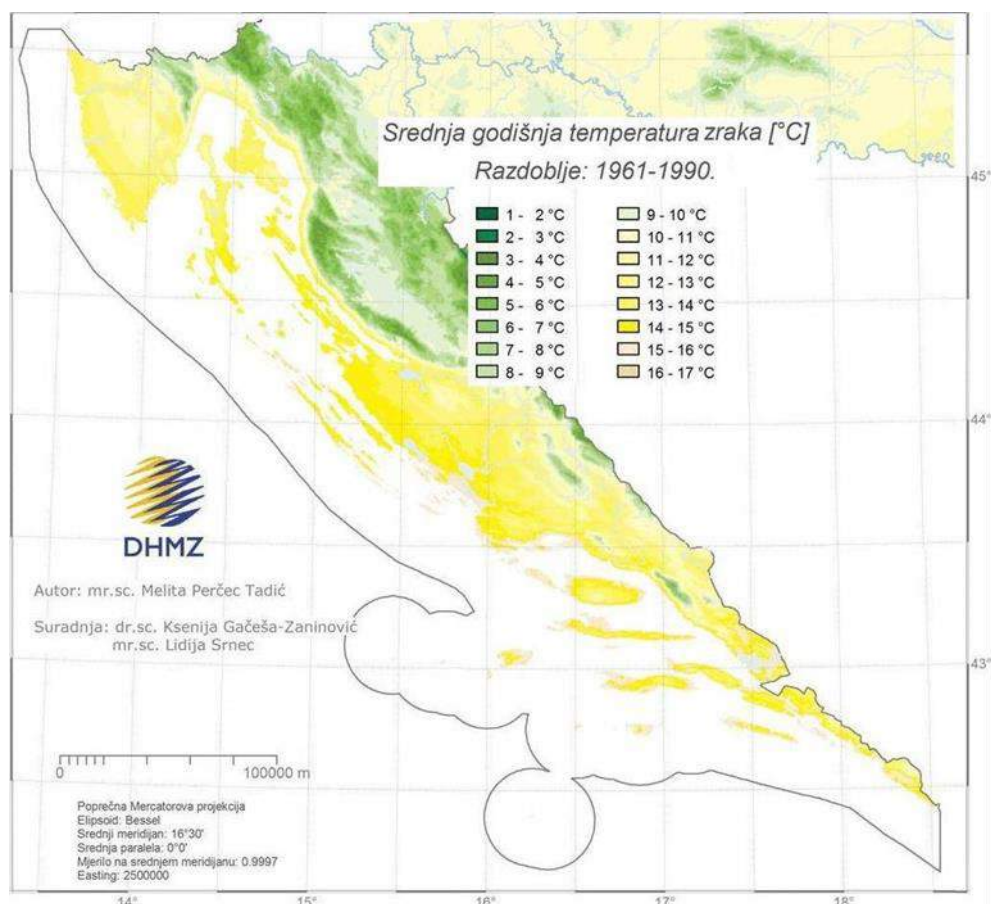 Srednja godišnja temperatura zraka [°C]
Razdoblje: 1961-1990.
1 - 2 °C
2 - 3 °C
3 - 4 °C
4 - 5 °C
5 - 6 °C
6 - 7 °C
7 - 8 °C
8 - 9 °C
9 - 10 °C
10 - 11 °C
11 - 12 °C
12 - 13 °C
13 - 14 °C
14 - 15 °C
15 - 16 °C
16 - 17 °C
45°
44°
43°
DHMZ
Autor: mr.sc. Melita Perčec Tadić
Suradnja: dr.sc. Ksenija Gačeša-Zaninović
mr.sc. Lidija Srnec
0 100000 m
Poprečna Mercatorova projekcija
Elipsoid: Bessel
Srednji meridijan: 16°30'
Srednja paralela: 0°0'
Mjerilo na srednjem meridijanu: 0.9997
Easting: 2500000
14° 15° 16° 17° 18°